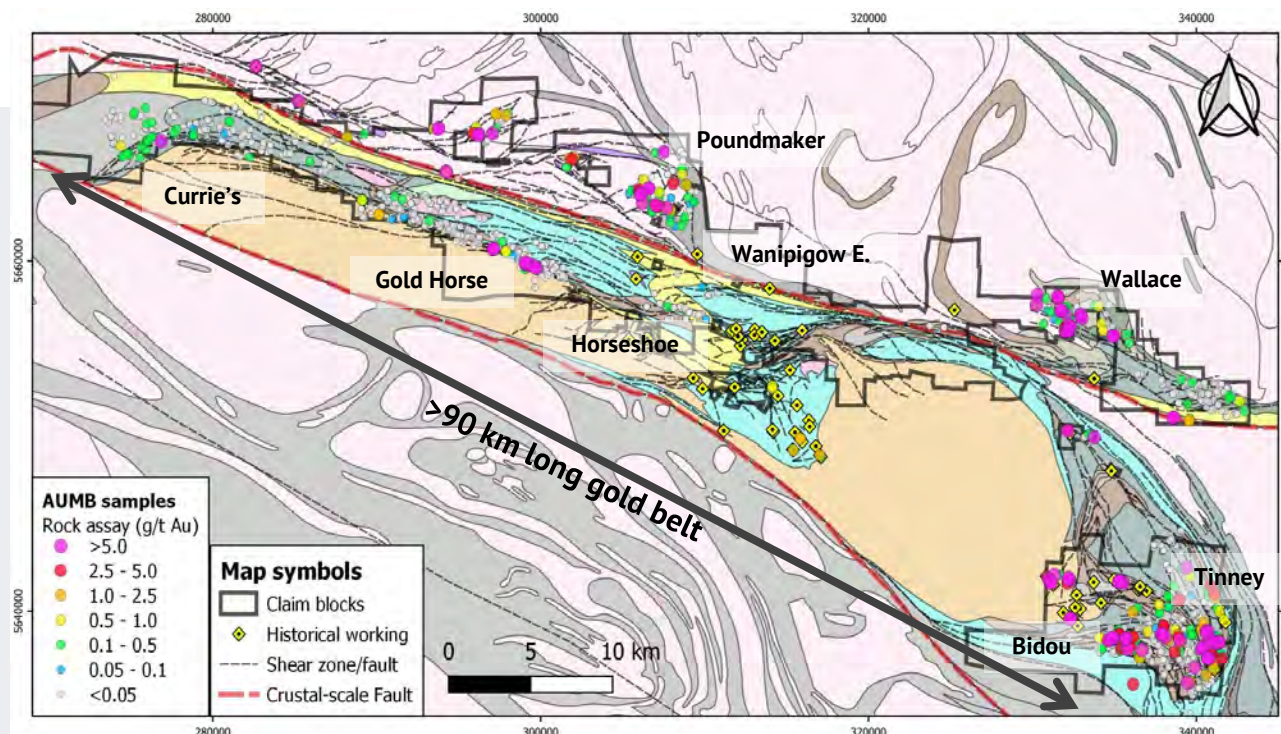 280000
300000
320000
340000
Poundmaker
Currie's
Wanipigow E.
5660000
Gold Horse
Wallace
Horseshoe
>90 km long gold belt
AUMB samples
Rock assay (g/t Au)
>5.0
2.5 - 5.0
1.0 - 2.5
0.5 - 1.0
0.1 - 0.5
0.05 - 0.1
<0.05
Map symbols
Claim blocks
Historical working
Shear zone/fault
Crustal-scale Fault
0 5 10 km
Tinney
5640000
Bidou
280000
300000
320000
340000